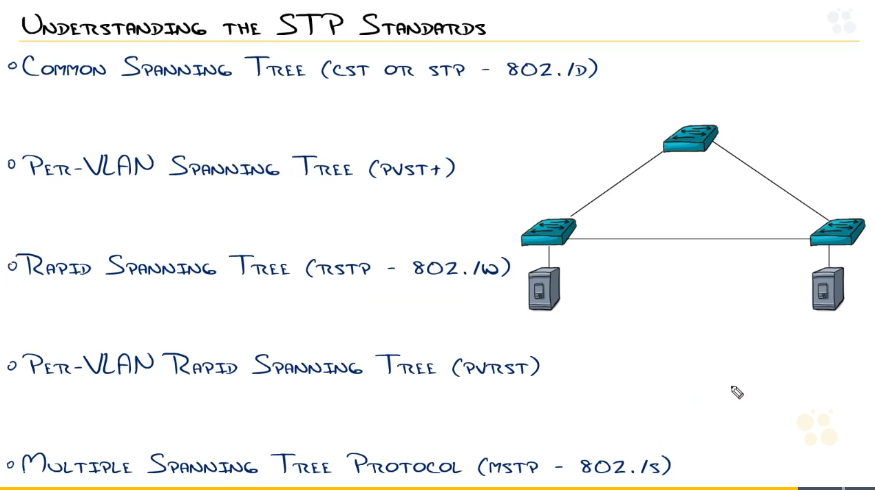 Understanding the STP Standards
Common Spanning Tree (CST or STP - 802.1D)
Per-VLAN Spanning Tree (PVST+)
Rapid Spanning Tree (RSTP - 802.1w)
Per-VLAN Rapid Spanning Tree (PVRST)
Multiple Spanning Tree Protocol (MSTP - 802.1s)